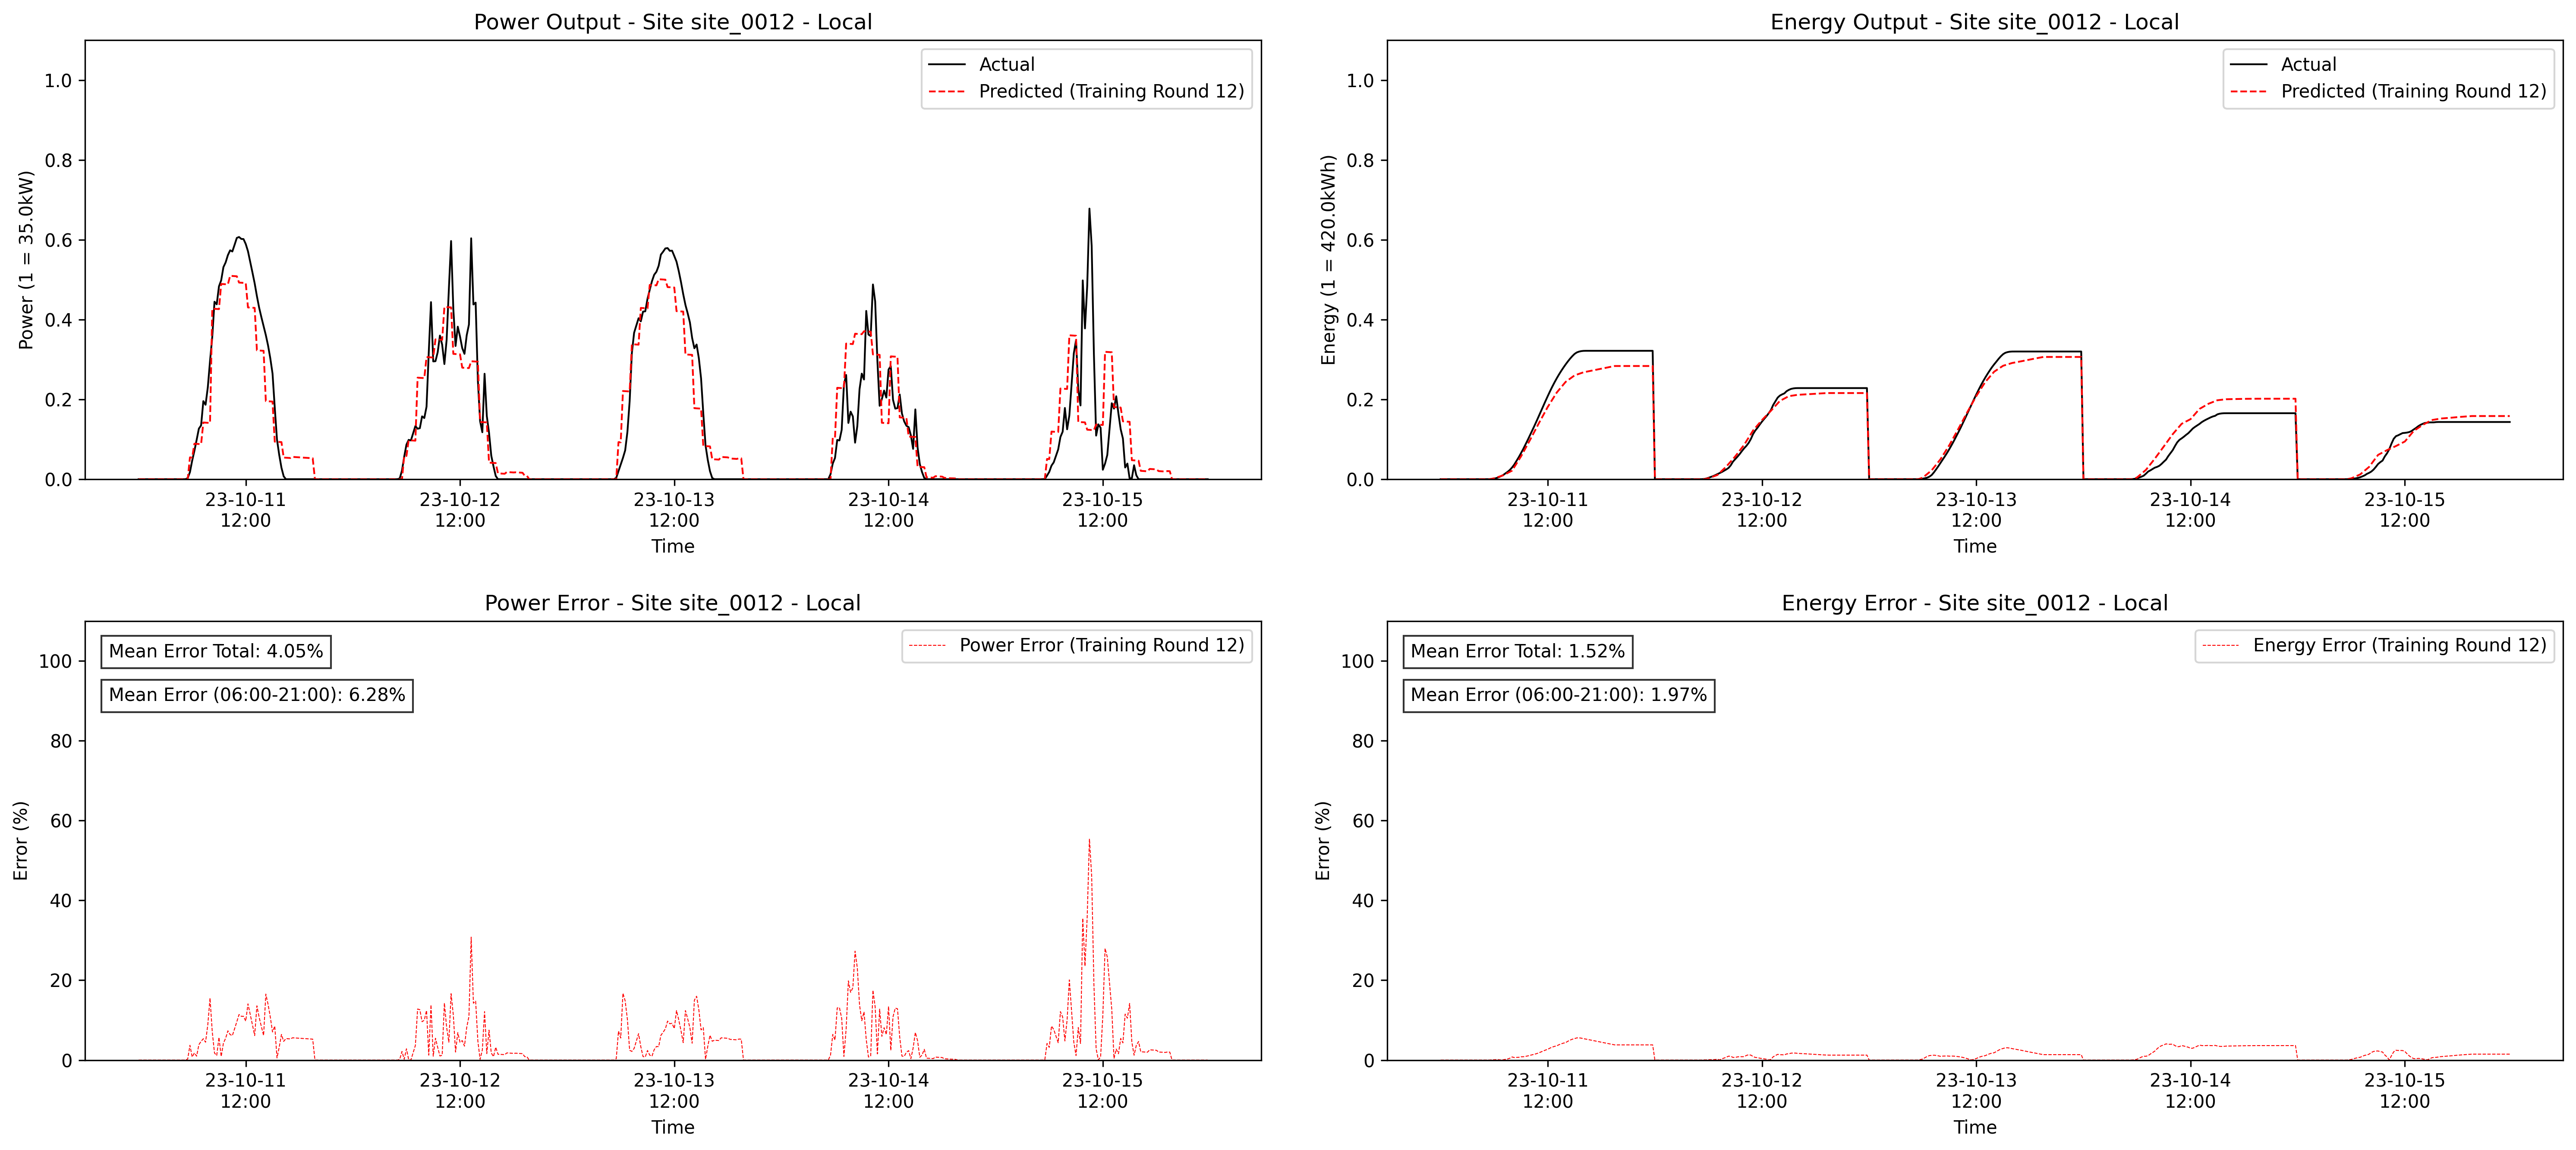 Power Output - Site site_0012 - Local
Power (1 = 35.0kW)
1.0
0.8
0.6
0.4
0.2
0.0
Actual
Predicted (Training Round 12)
23-10-11
12:00
23-10-12
12:00
23-10-13
12:00
23-10-14
12:00
23-10-15
12:00
Time
Energy Output - Site site_0012 - Local
Energy (1 = 420.0kWh)
1.0
0.8
0.6
0.4
0.2
0.0
Actual
Predicted (Training Round 12)
23-10-11
12:00
23-10-12
12:00
23-10-13
12:00
23-10-14
12:00
23-10-15
12:00
Time
Power Error - Site site_0012 - Local
Error (%)
100
80
60
40
20
0
Mean Error Total: 4.05%
Mean Error (06:00-21:00): 6.28%
Power Error (Training Round 12)
23-10-11
12:00
23-10-12
12:00
23-10-13
12:00
23-10-14
12:00
23-10-15
12:00
Time
Energy Error - Site site_0012 - Local
Error (%)
100
80
60
40
20
0
Mean Error Total: 1.52%
Mean Error (06:00-21:00): 1.97%
Energy Error (Training Round 12)
23-10-11
12:00
23-10-12
12:00
23-10-13
12:00
23-10-14
12:00
23-10-15
12:00
Time